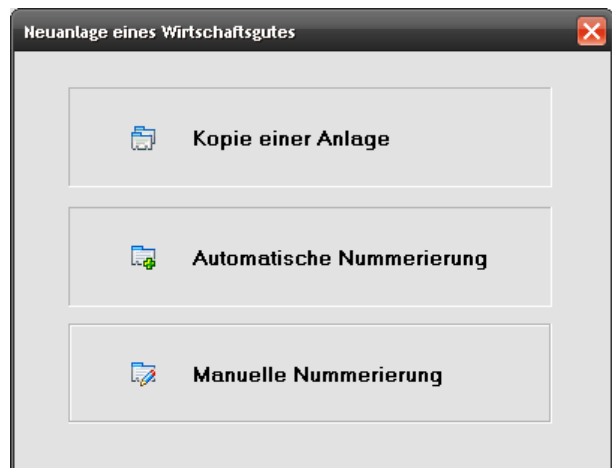 Neuanlage eines Wirtschaftsgutes
Kopie einer Anlage
Automatische Nummerierung
Manuelle Nummerierung